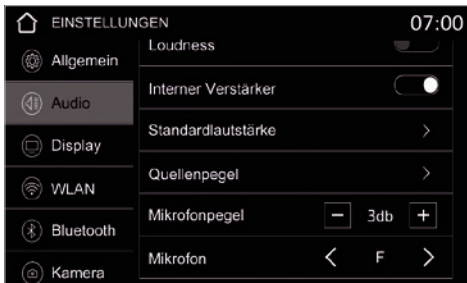 EINSTELLUNGEN 07:00
Allgemein
Audio
Display
WLAN
Bluetooth
Kamera
Loudness
Interner Verstärker
Standardlautstärke >
Quellenpegel >
Mikrofonpegel − 3db +
Mikrofon < F >